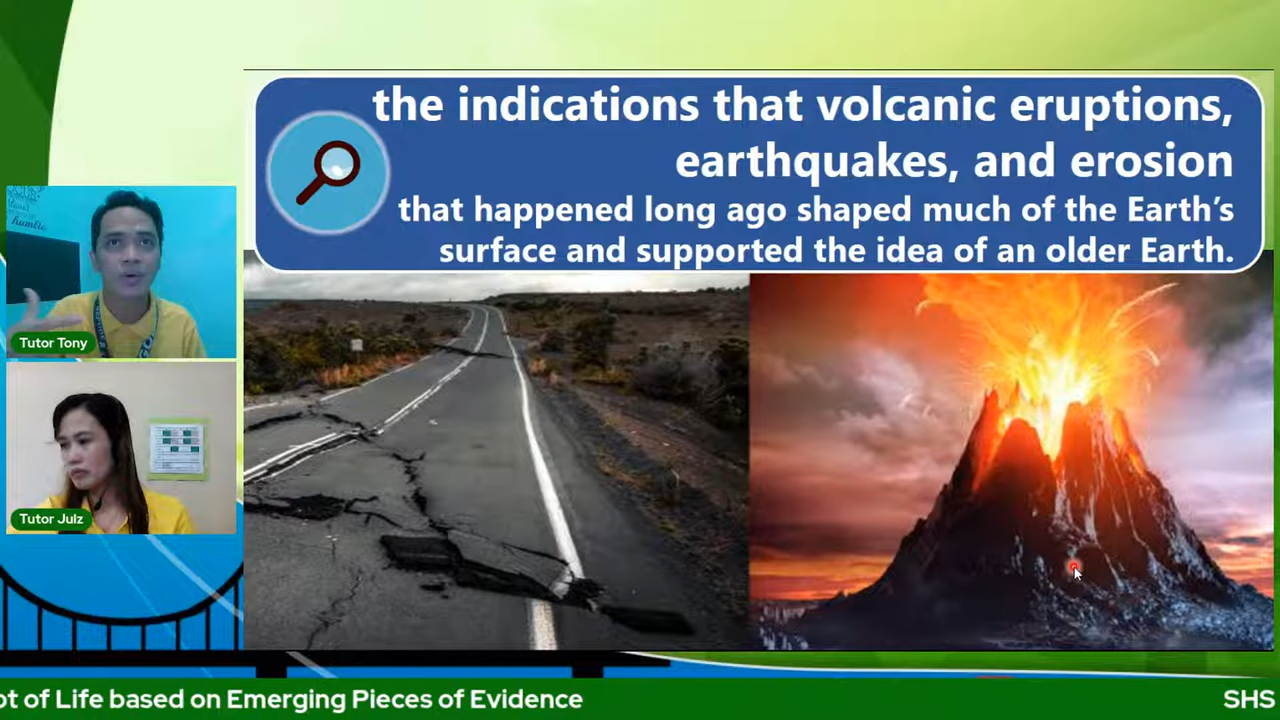 the indications that volcanic eruptions,
earthquakes, and erosion
that happened long ago shaped much of the Earth's
surface and supported the idea of an older Earth.
humble
Tutor Tony
Tutor Julz
ot of Life based on Emerging Pieces of Evidence
SHS